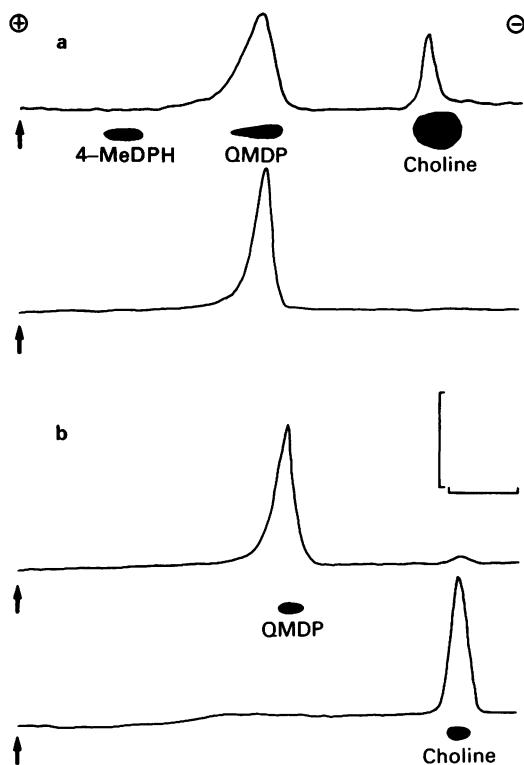 ⊕ ⊖
a
4–MeDPH QMDP Choline
b
QMDP
Choline